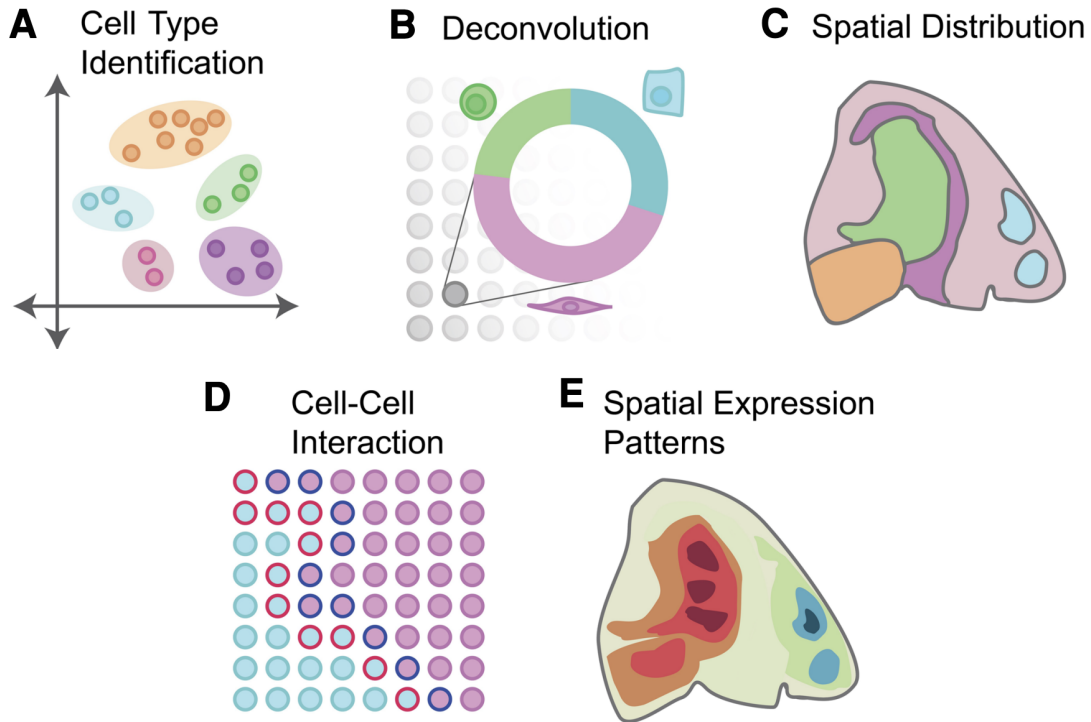 A
Cell Type
Identification
B
Deconvolution
C
Spatial Distribution
D
Cell-Cell
Interaction
E
Spatial Expression
Patterns